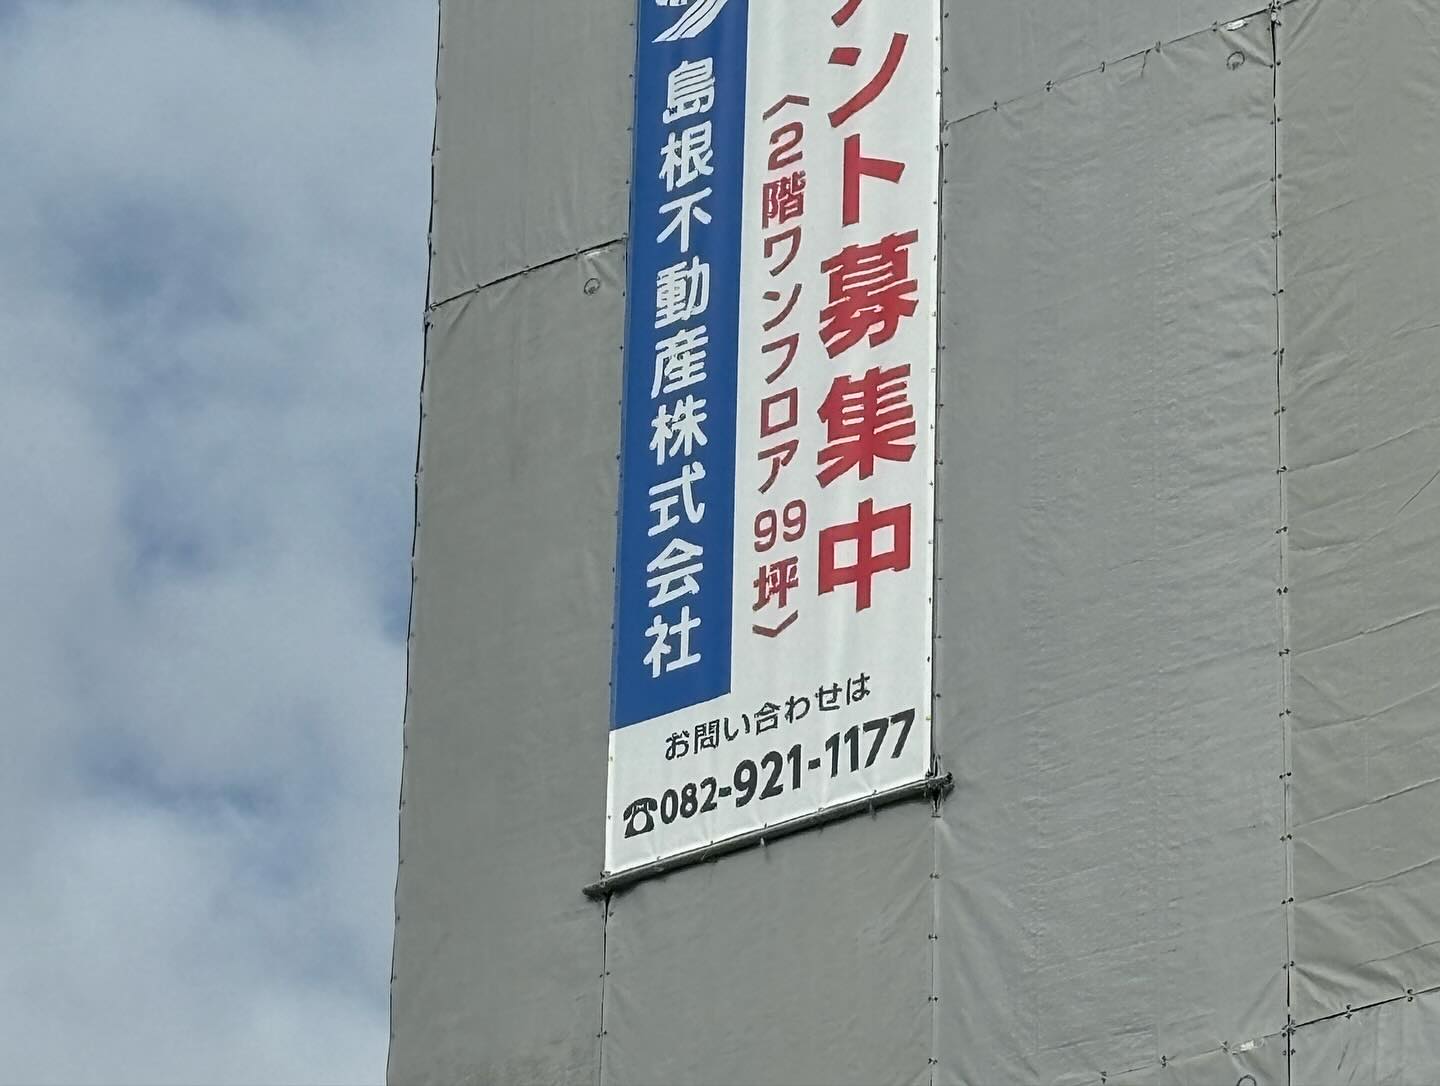 ント募集中
〈2階ワンフロア99坪〉
島根不動産株式会社
お問い合わせは
☎082-921-1177